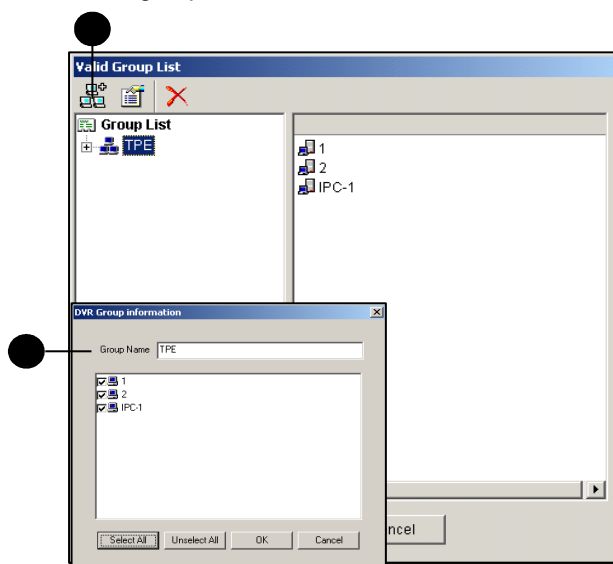 Valid Group List
Group List
TPE
1
2
IPC-1
DVR Group information
Group Name TPE
1
2
IPC-1
Select All Unselect All OK Cancel
ncel